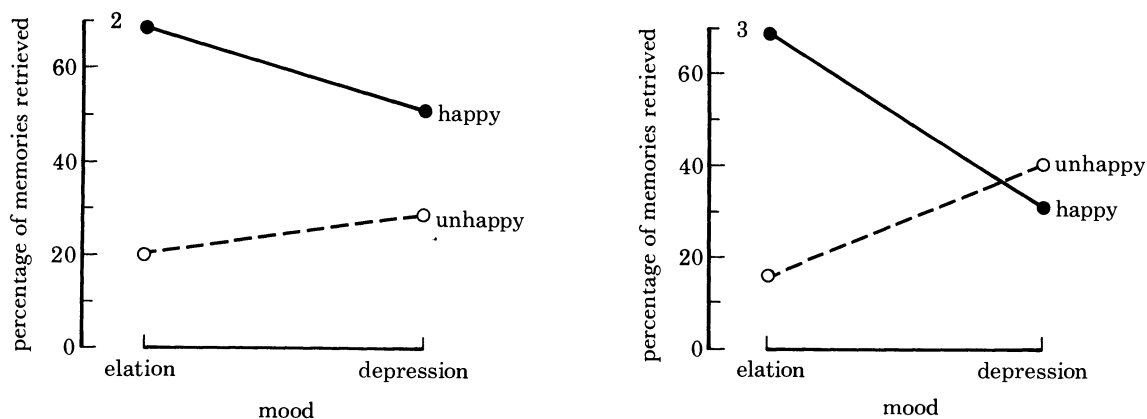 2
percentage of memories retrieved
60
40
20
0
happy
unhappy
elation
depression
mood
3
percentage of memories retrieved
60
40
20
0
unhappy
happy
elation
depression
mood